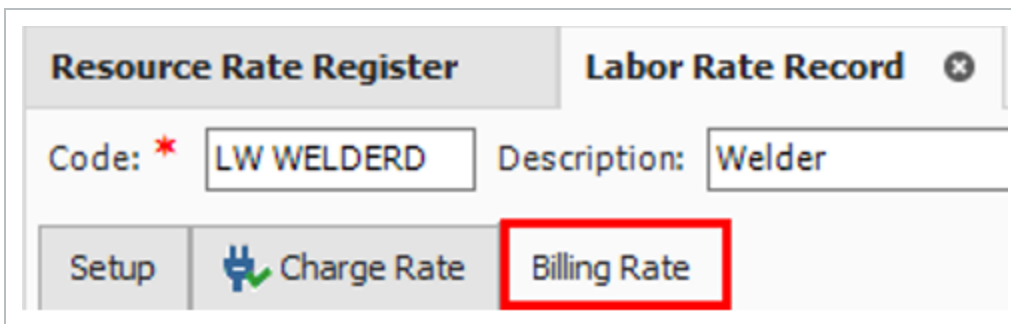 Resource Rate Register Labor Rate Record
Code: * LW WELDERD Description: Welder
Setup Charge Rate Billing Rate